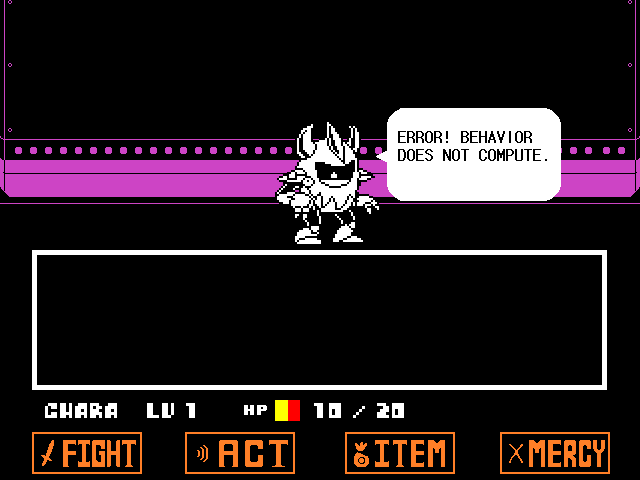 ERROR! BEHAVIOR
DOES NOT COMPUTE.
CHARA LV 1 HP 10 / 20
FIGHT ACT ITEM MERCY